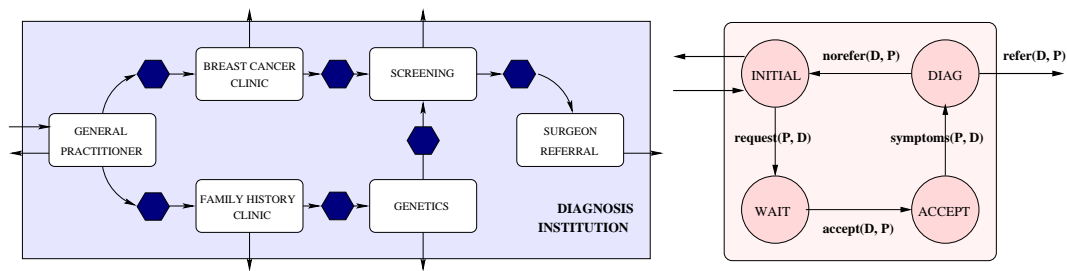 BREAST CANCER
CLINIC
SCREENING
GENERAL
PRACTITIONER
SURGEON
REFERRAL
FAMILY HISTORY
CLINIC
GENETICS
DIAGNOSIS
INSTITUTION
INITIAL
norefer(D, P)
DIAG
refer(D, P)
request(P, D)
symptoms(P, D)
WAIT
accept(D, P)
ACCEPT